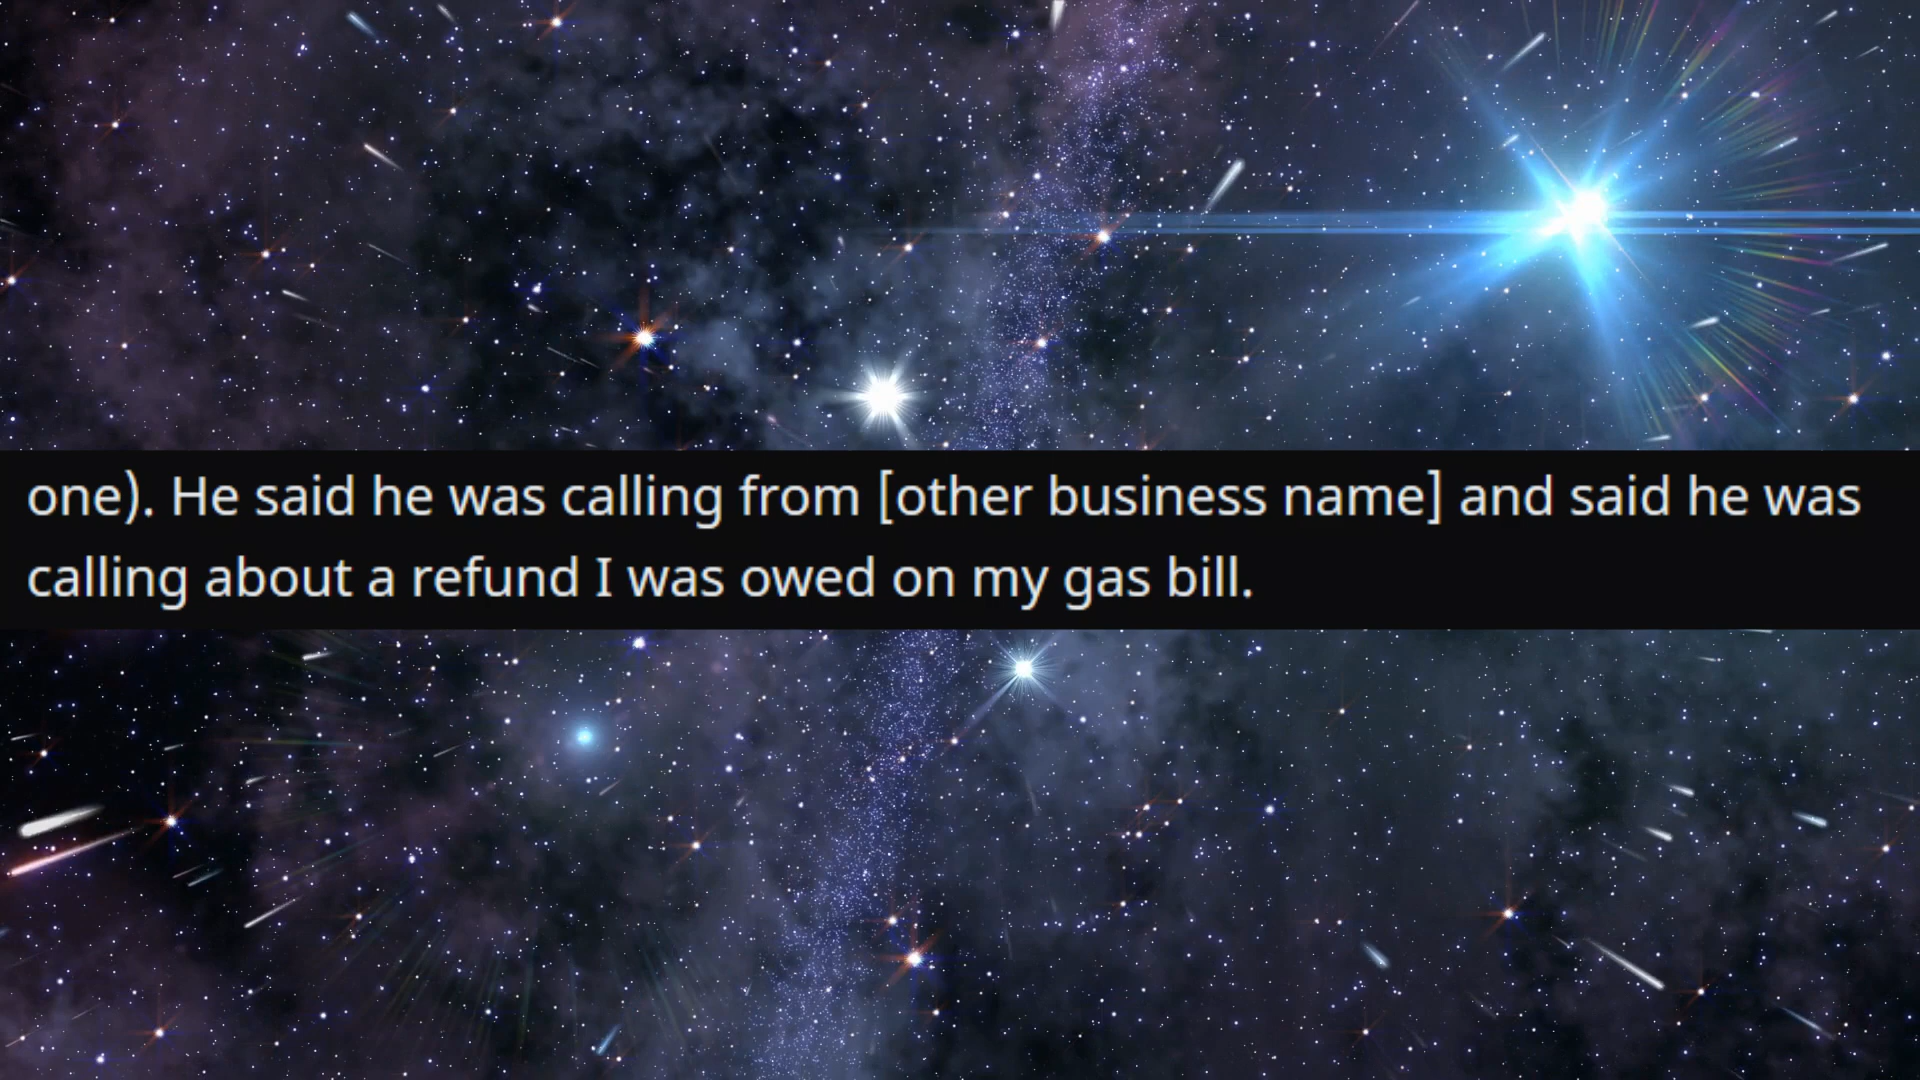 one). He said he was calling from [other business name] and said he was
calling about a refund I was owed on my gas bill.